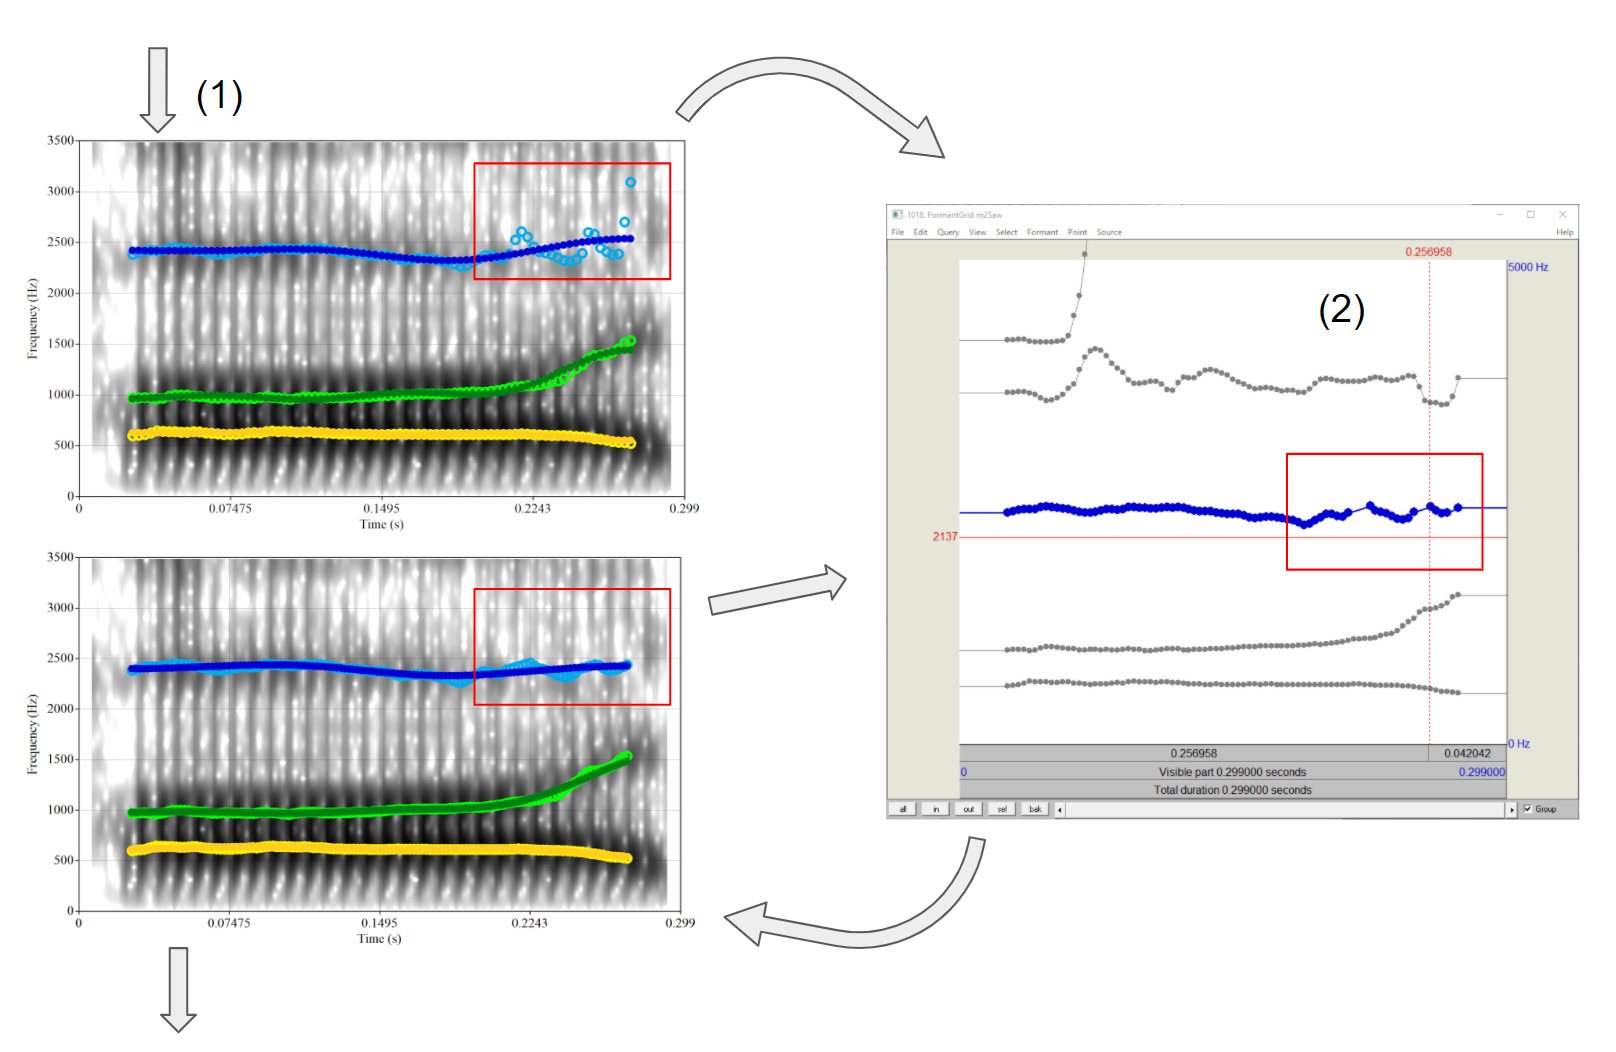 (1)
3500
3000
2500
2000
1500
1000
500
0
Frequency (Hz)
0
0.07475
0.1495
0.2243
0.299
Time (s)
1018. FormantGrid m25aw
File Edit Query View Select Formant Point Source Help
0.256958
5000 Hz
(2)
2137
0 Hz
0.256958 0.042042
0 Visible part 0.299000 seconds 0.299000
Total duration 0.299000 seconds
all in out sel bak Group
3500
3000
2500
2000
1500
1000
500
0
Frequency (Hz)
0
0.07475
0.1495
0.2243
0.299
Time (s)